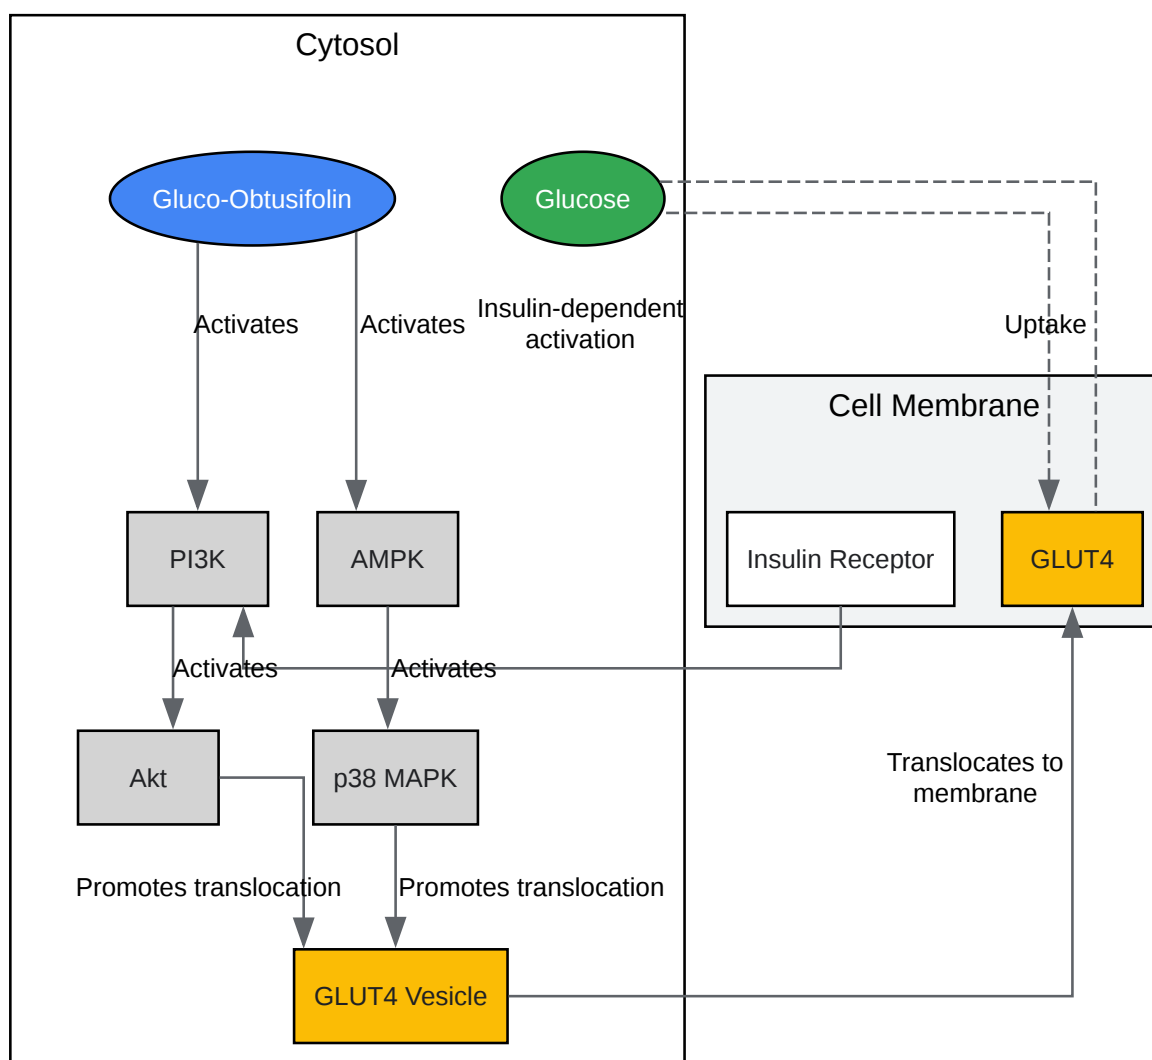 Cytosol
Gluco-Obtusifolin
Glucose
Activates
Activates
Insulin-dependent
activation
Uptake
Cell Membrane
PI3K
AMPK
Insulin Receptor
GLUT4
Activates
Activates
Akt
p38 MAPK
Translocates to
membrane
Promotes translocation
Promotes translocation
GLUT4 Vesicle